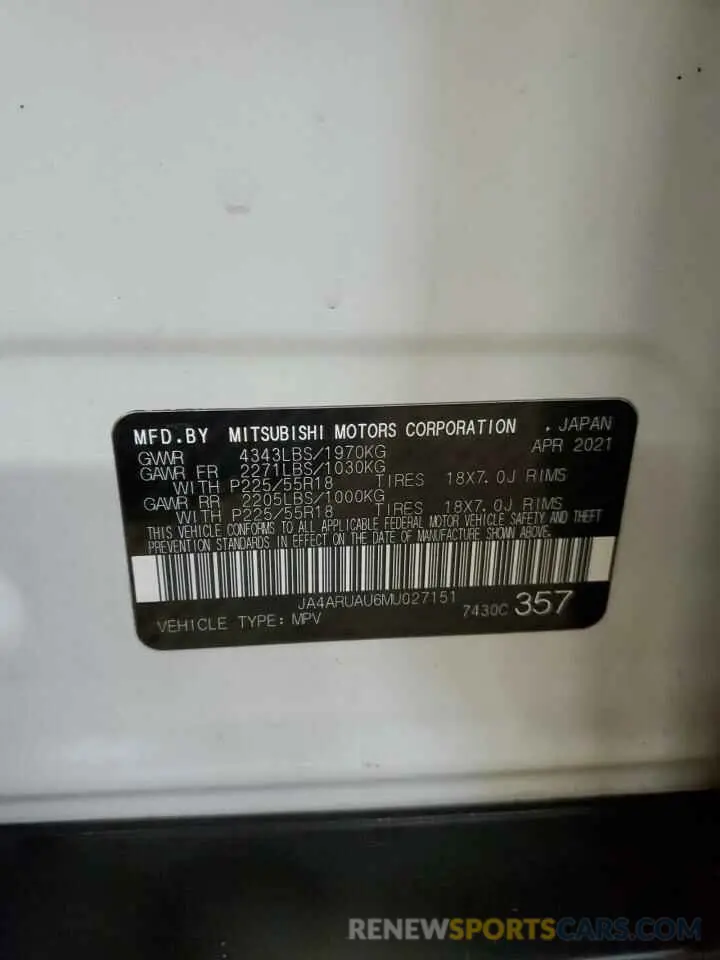 MFD.BY MITSUBISHI MOTORS CORPORATION . JAPAN
GVWR 4343LBS/1970KG APR 2021
GAWR FR 2271LBS/1030KG
WITH P225/55R18 TIRES 18X7.0J RIMS
GAWR RR 2205LBS/1000KG
WITH P225/55R18 TIRES 18X7.0J RIMS
THIS VEHICLE CONFORMS TO ALL APPLICABLE FEDERAL MOTOR VEHICLE SAFETY AND THEFT
PREVENTION STANDARDS IN EFFECT ON THE DATE OF MANUFACTURE SHOWN ABOVE.
JA4ARUAU6MU027151
VEHICLE TYPE: MPV 7430C 357
RENEWSPORTSCARS.COM